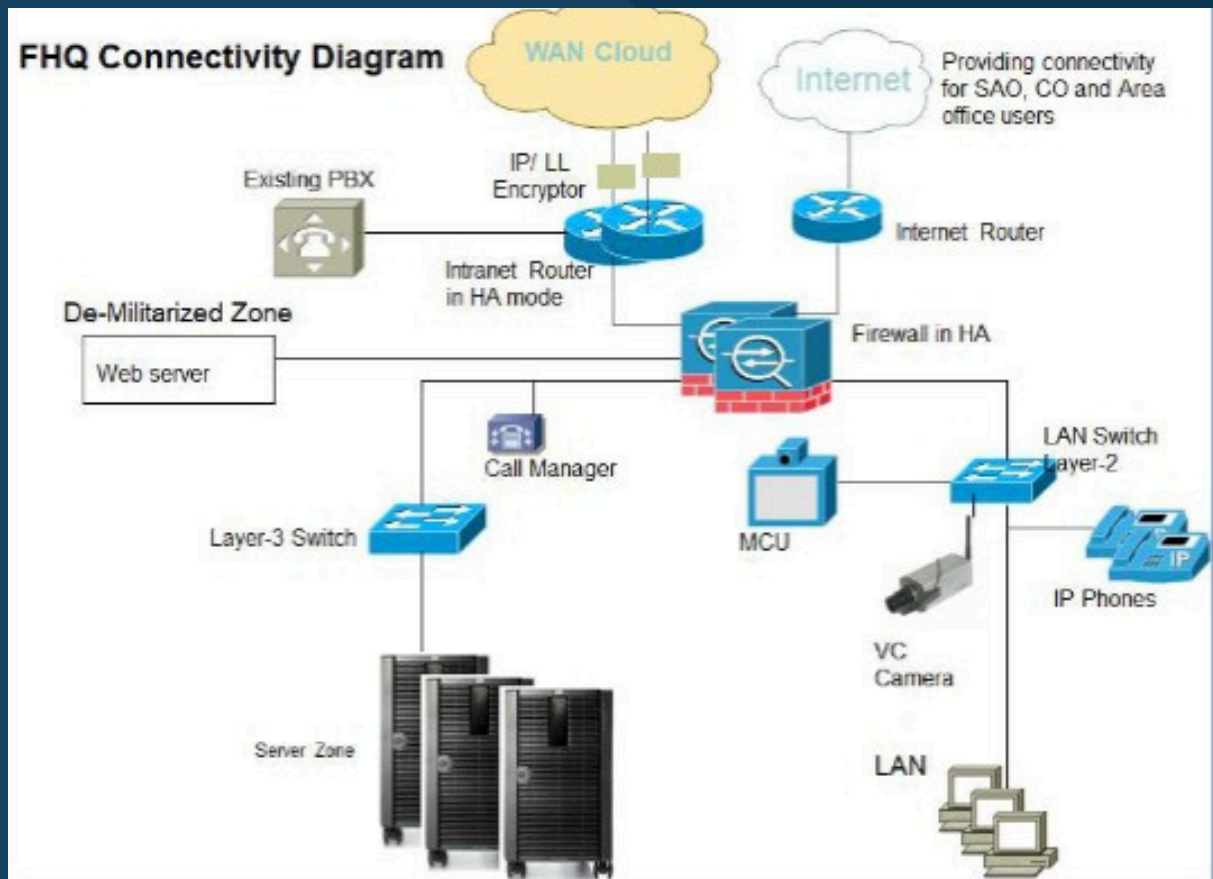 FHQ Connectivity Diagram
WAN Cloud
Internet
Providing connectivity
for SAO, CO and Area
office users
IP/ LL
Encryptor
Existing PBX
Internet Router
Intranet Router
in HA mode
De-Militarized Zone
Web server
Firewall in HA
Call Manager
LAN Switch
Layer-2
Layer-3 Switch
MCU
IP
IP Phones
VC
Camera
Server Zone
LAN